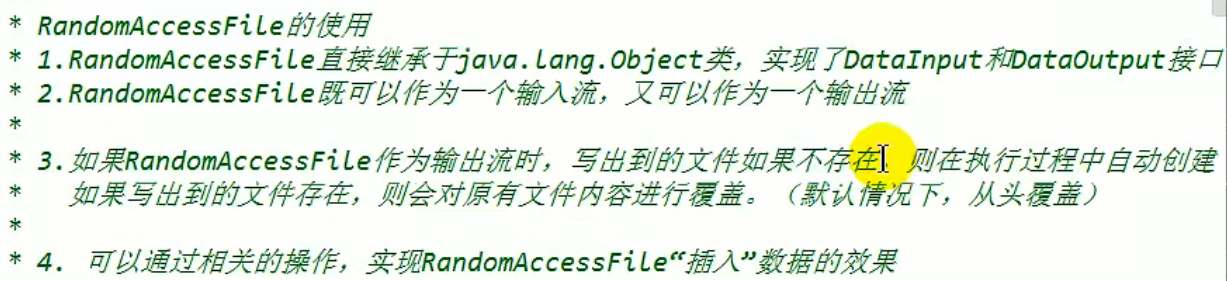 * RandomAccessFile的使用
* 1.RandomAccessFile直接继承于java.lang.Object类，实现了DataInput和DataOutput接口
* 2.RandomAccessFile既可以作为一个输入流，又可以作为一个输出流
*
* 3.如果RandomAccessFile作为输出流时，写出到的文件如果不存在，则在执行过程中自动创建
* 如果写出到的文件存在，则会对原有文件内容进行覆盖。（默认情况下，从头覆盖）
*
* 4. 可以通过相关的操作，实现RandomAccessFile“插入”数据的效果